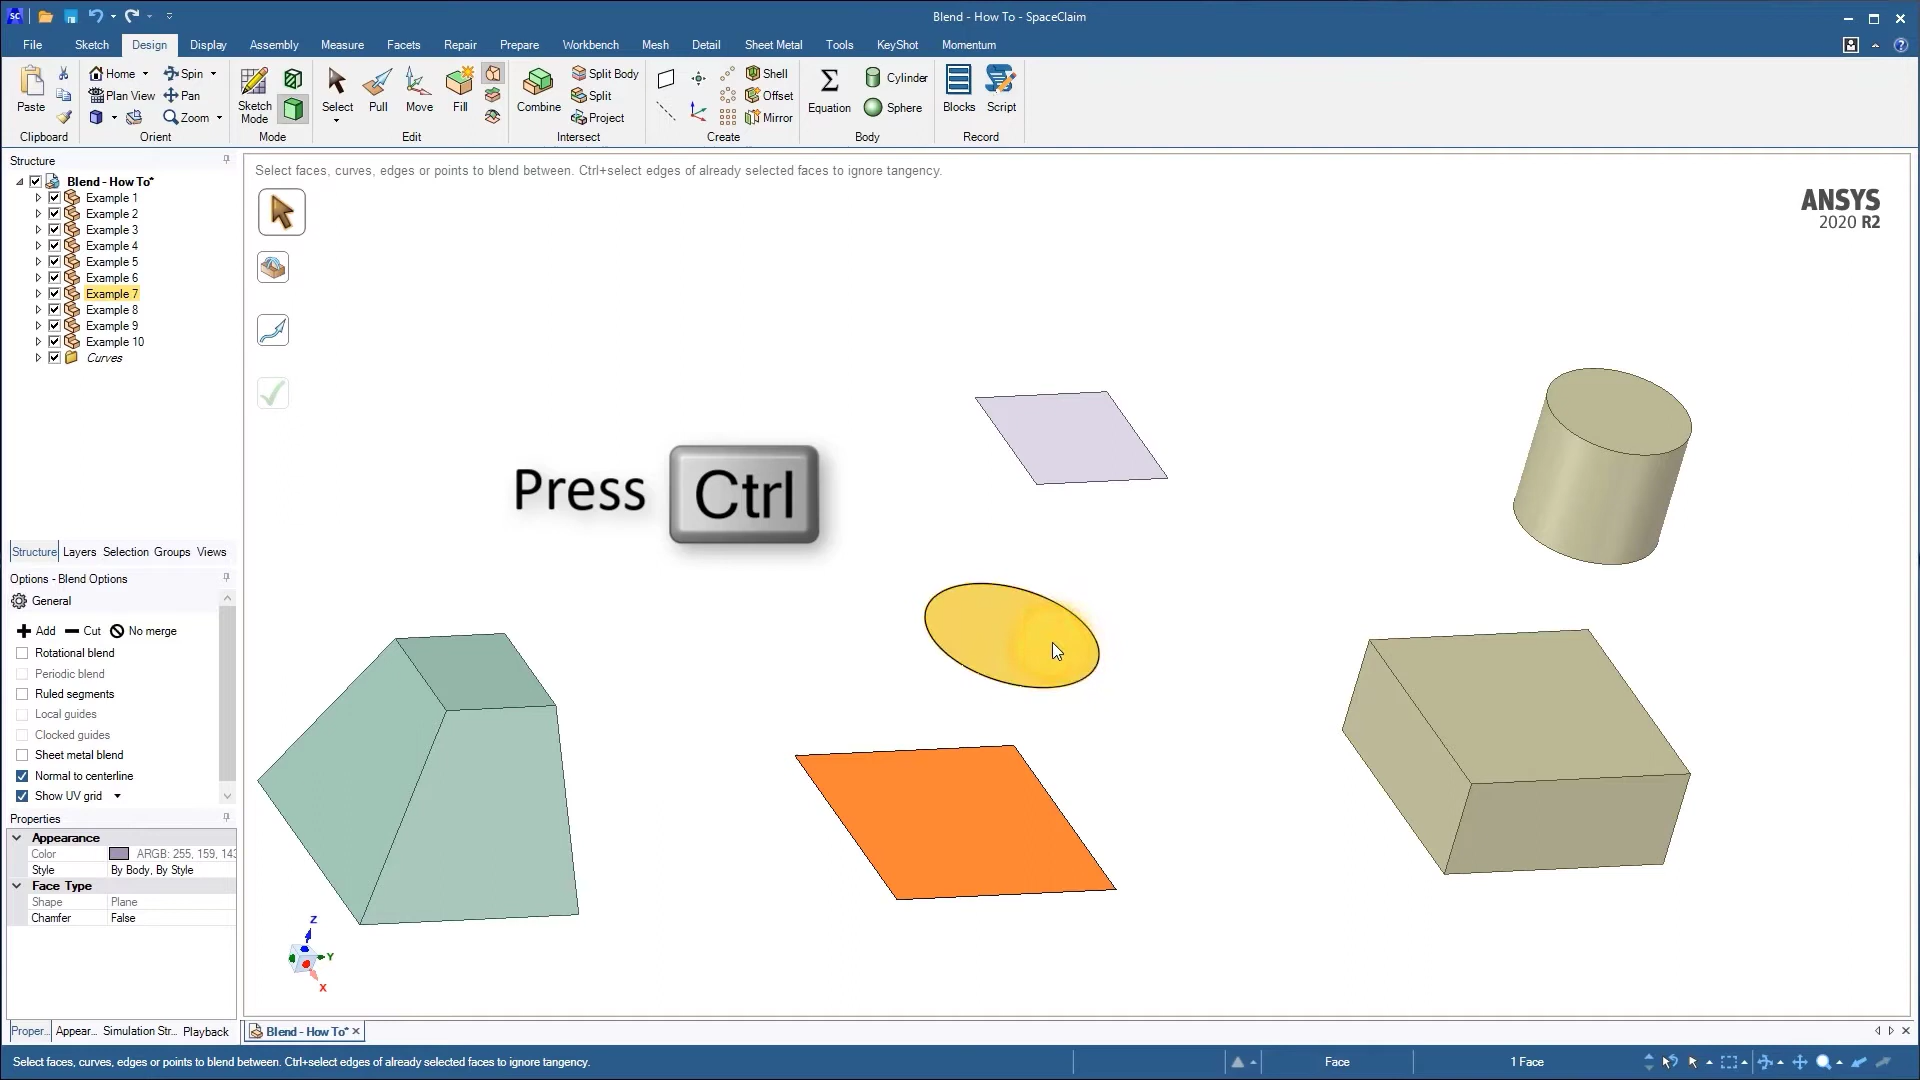 Blend - How To - SpaceClaim
File Sketch Design Display Assembly Measure Facets Repair Prepare Workbench Mesh Detail Sheet Metal Tools KeyShot Momentum
Paste
Clipboard
Home Spin
Plan View Pan
Zoom
Orient
Sketch
Mode
Mode
Select Pull Move Fill
Edit
Combine
Split Body
Split
Project
Intersect
Shell
Offset
Mirror
Create
Equation
Cylinder
Sphere
Body
Blocks Script
Record
Structure
Blend - How To*
Example 1
Example 2
Example 3
Example 4
Example 5
Example 6
Example 7
Example 8
Example 9
Example 10
Curves
Structure Layers Selection Groups Views
Options - Blend Options
General
Add Cut No merge
Rotational blend
Periodic blend
Ruled segments
Local guides
Clocked guides
Sheet metal blend
Normal to centerline
Show UV grid
Properties
Appearance
Color ARGB: 255, 159, 143
Style By Body, By Style
Face Type
Shape Plane
Chamfer False
Proper... Appear... Simulation Str... Playback
Select faces, curves, edges or points to blend between. Ctrl+select edges of already selected faces to ignore tangency.
ANSYS
2020 R2
Press Ctrl
Z
Y
X
Blend - How To*
Select faces, curves, edges or points to blend between. Ctrl+select edges of already selected faces to ignore tangency.
Face
1 Face